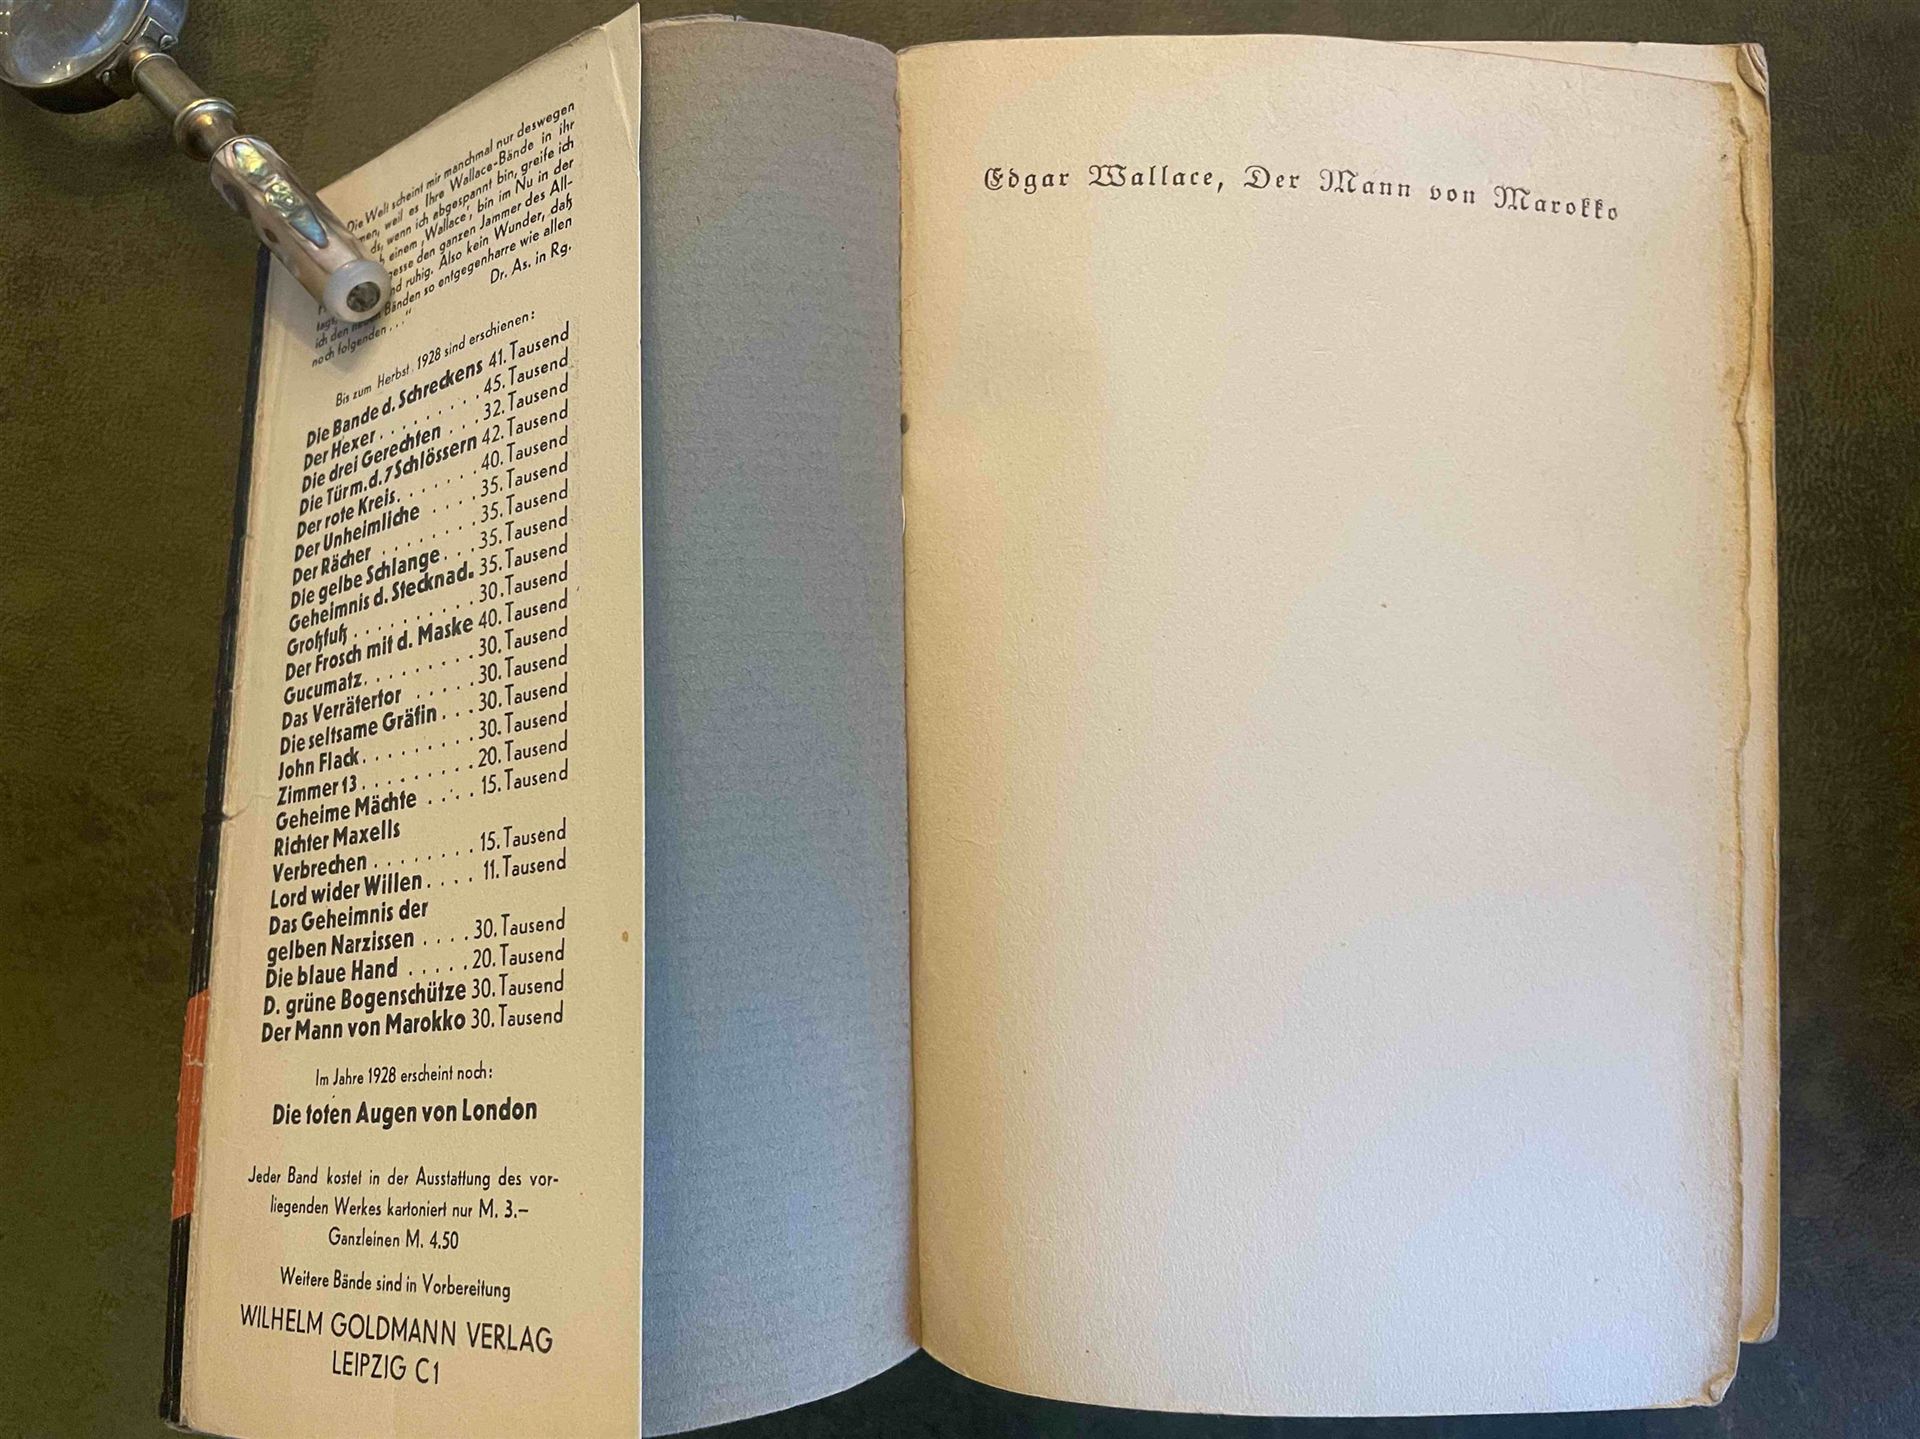 Die Welt scheint mir manchmal nur deswegen
weil es Ihre Wallace-Bände in ihr
wenn ich abgespannt bin, greife ich
einem ‚Wallace', bin im Nu in der
den ganzen Jammer des All-
und ruhig. Also kein Wunder, daß
ich den Bänden so entgegenharre wie allen
noch folgenden . . ."
Dr. As. in Rg.
Bis zum Herbst 1928 sind erschienen:
Die Bande d. Schreckens 41. Tausend
Der Hexer . . . . . . . . 45. Tausend
Die drei Gerechten . . . 32. Tausend
Die Türm.d.7 Schlössern 42. Tausend
Der rote Kreis. . . . . . . 40. Tausend
Der Unheimliche . . . . 35. Tausend
Der Rächer . . . . . . . . 35. Tausend
Die gelbe Schlange. . . 35. Tausend
Geheimnis d. Stecknad. 35. Tausend
Großfuß . . . . . . . . . . 30. Tausend
Der Frosch mit d. Maske 40. Tausend
Gucumatz. . . . . . . . . 30. Tausend
Das Verrätertor . . . . . 30. Tausend
Die seltsame Gräfin . . . 30. Tausend
John Flack. . . . . . . . . 30. Tausend
Zimmer 13 . . . . . . . . . 20. Tausend
Geheime Mächte . . . . 15. Tausend
Richter Maxells
Verbrechen . . . . . . . . 15. Tausend
Lord wider Willen. . . . 11. Tausend
Das Geheimnis der
gelben Narzissen . . . . 30. Tausend
Die blaue Hand . . . . . 20. Tausend
D. grüne Bogenschütze 30. Tausend
Der Mann von Marokko 30. Tausend
Im Jahre 1928 erscheint noch:
Die toten Augen von London
Jeder Band kostet in der Ausstattung des vor-
liegenden Werkes kartoniert nur M. 3.–
Ganzleinen M. 4.50
Weitere Bände sind in Vorbereitung
WILHELM GOLDMANN VERLAG
LEIPZIG C1
Edgar Wallace, Der Mann von Marokko